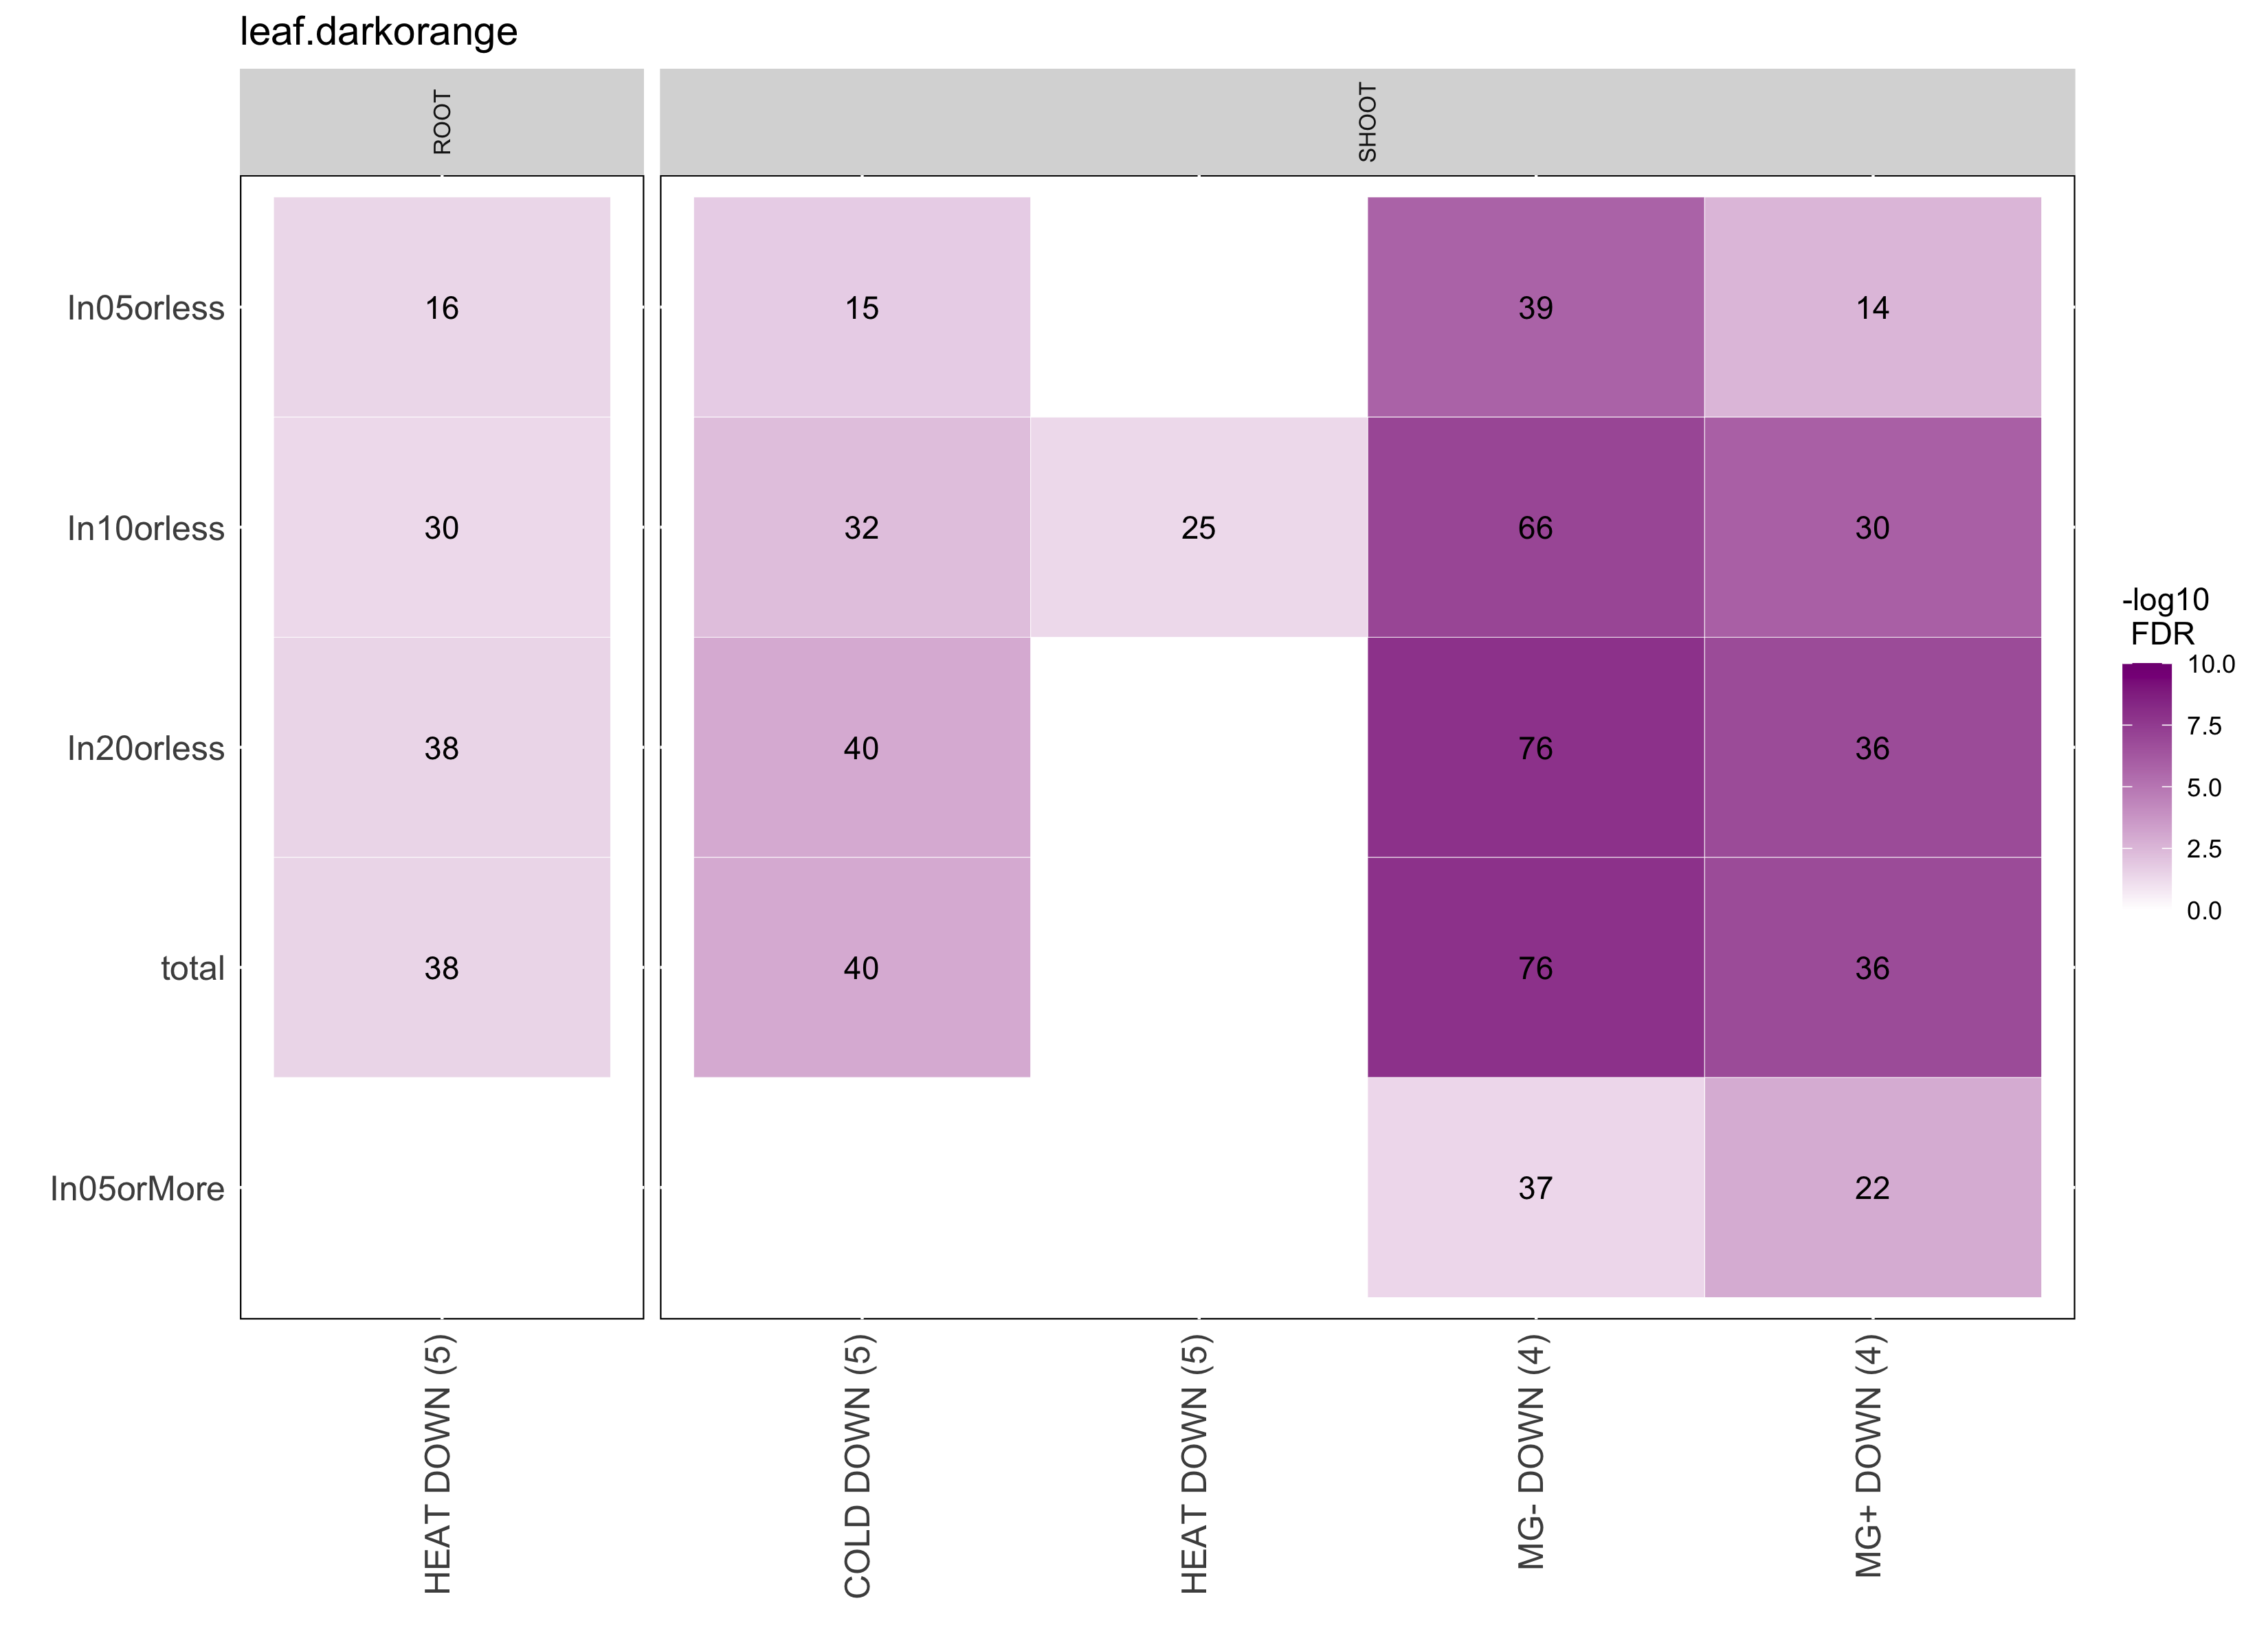 leaf.darkorange
ROOT
SHOOT
In05orless
16
15
39
14
In10orless
30
32
25
66
30
In20orless
38
40
76
36
total
38
40
76
36
In05orMore
37
22
HEAT DOWN (5)
COLD DOWN (5)
HEAT DOWN (5)
MG- DOWN (4)
MG+ DOWN (4)
-log10
FDR
10.0
7.5
5.0
2.5
0.0